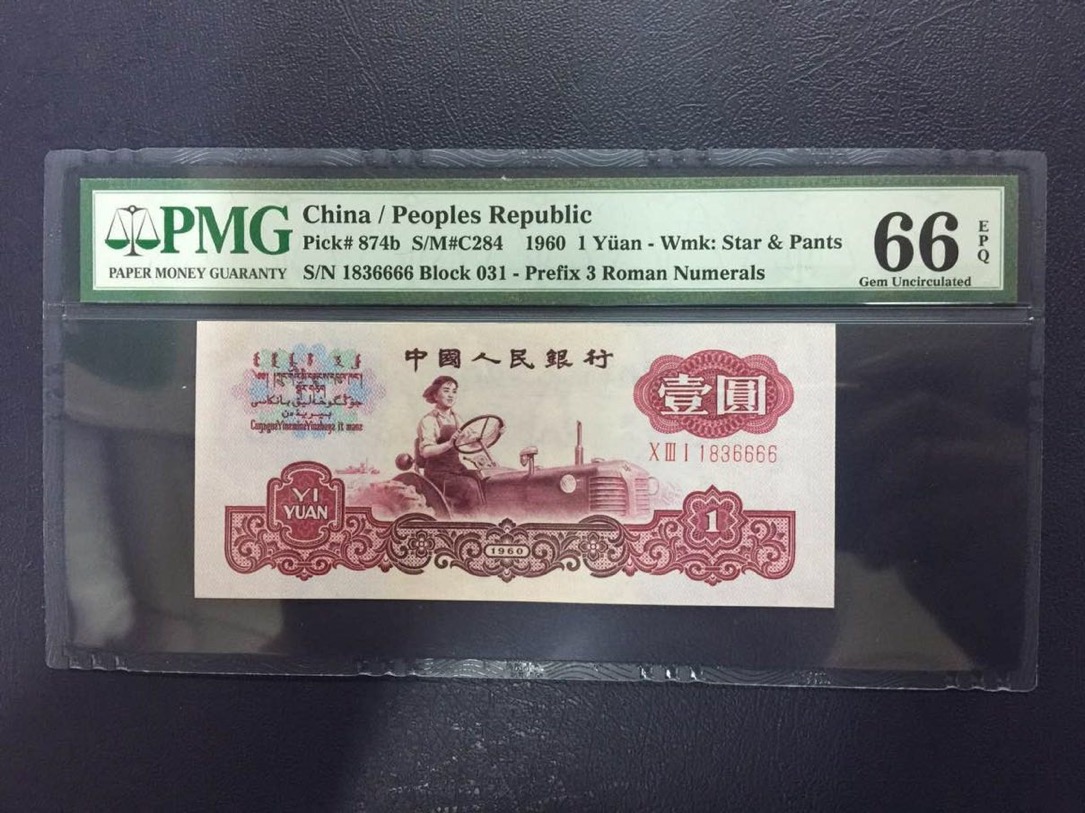 PMG
PAPER MONEY GUARANTY
China / Peoples Republic
Pick# 874b S/M#C284 1960 1 Yüan - Wmk: Star & Pants
S/N 1836666 Block 031 - Prefix 3 Roman Numerals
66
EPQ
Gem Uncirculated
中國人民銀行
壹圓
X III I 1836666
YI
YUAN
1960
1